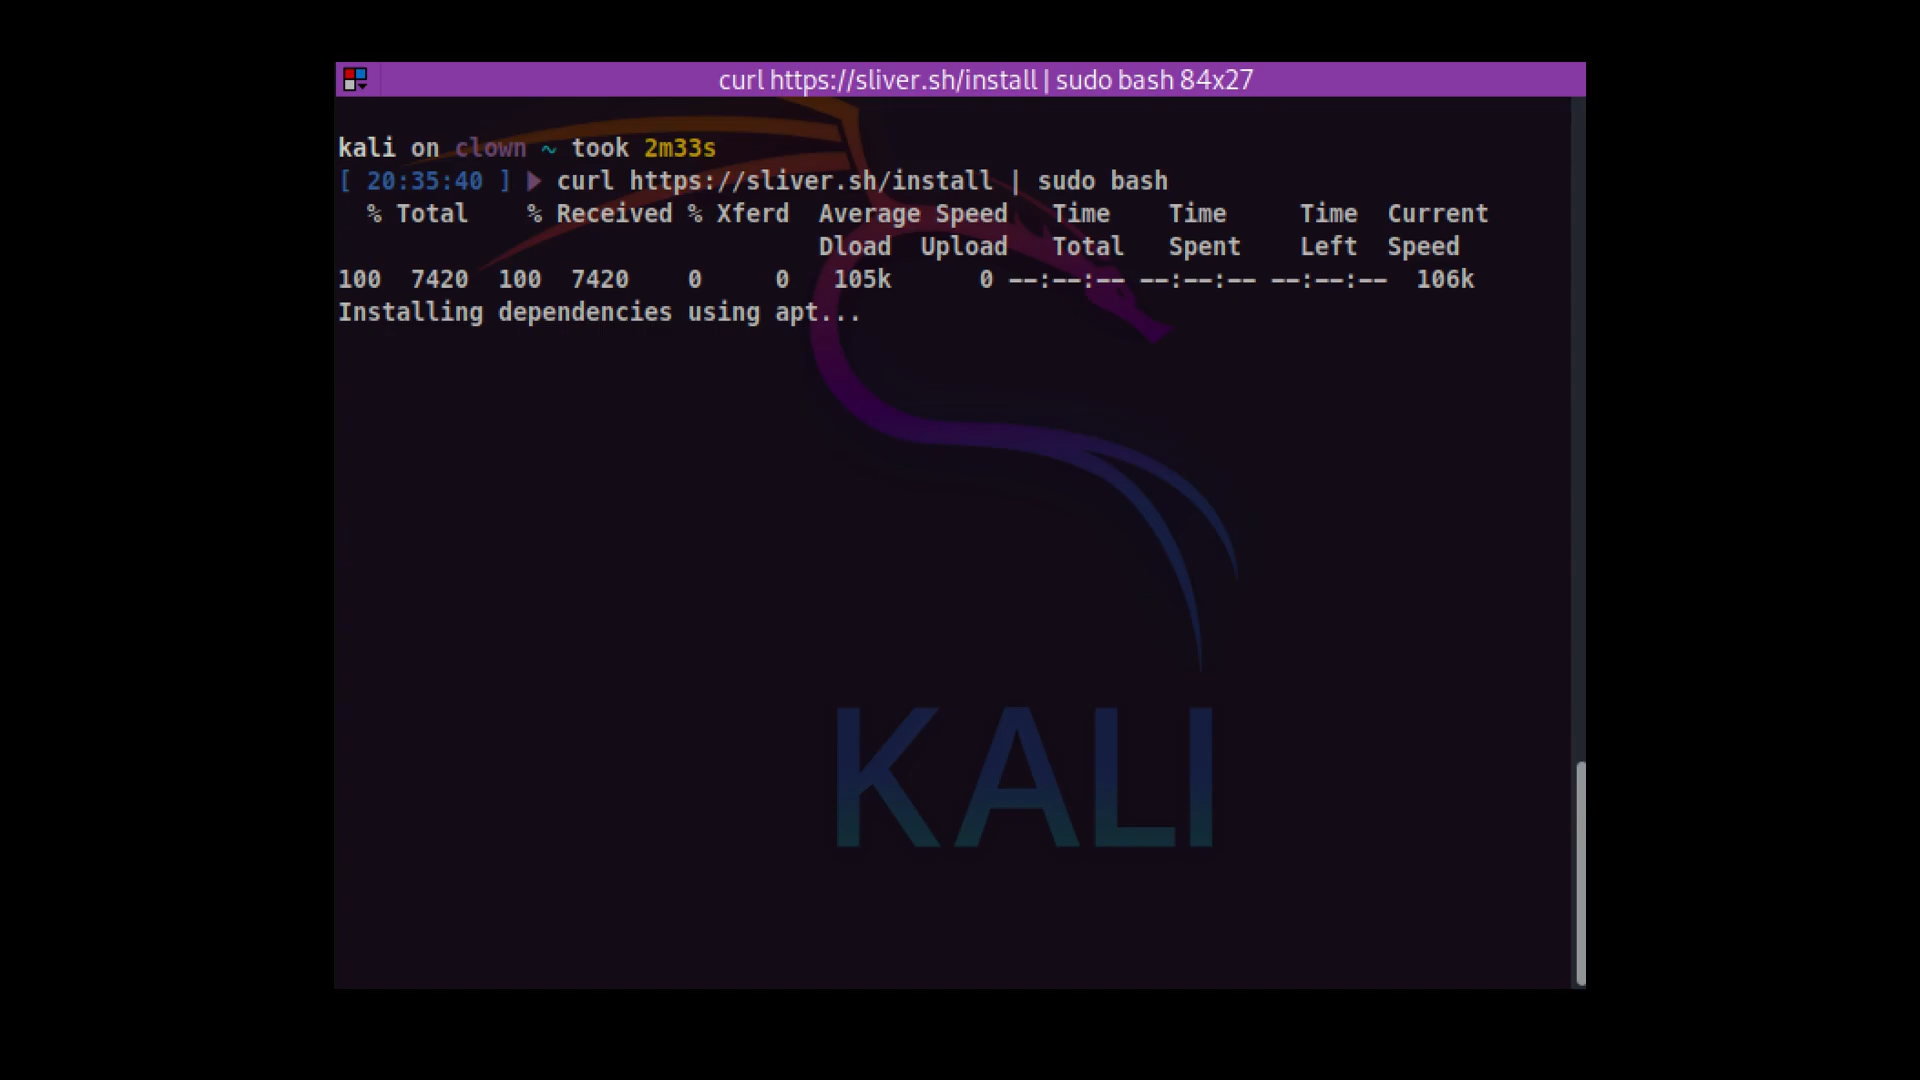 curl https://sliver.sh/install | sudo bash 84x27
kali on clown ~ took 2m33s
[ 20:35:40 ] curl https://sliver.sh/install | sudo bash
% Total % Received % Xferd Average Speed Time Time Time Current
Dload Upload Total Spent Left Speed
100 7420 100 7420 0 0 105k 0 --:--:-- --:--:-- --:--:-- 106k
Installing dependencies using apt...
KALI